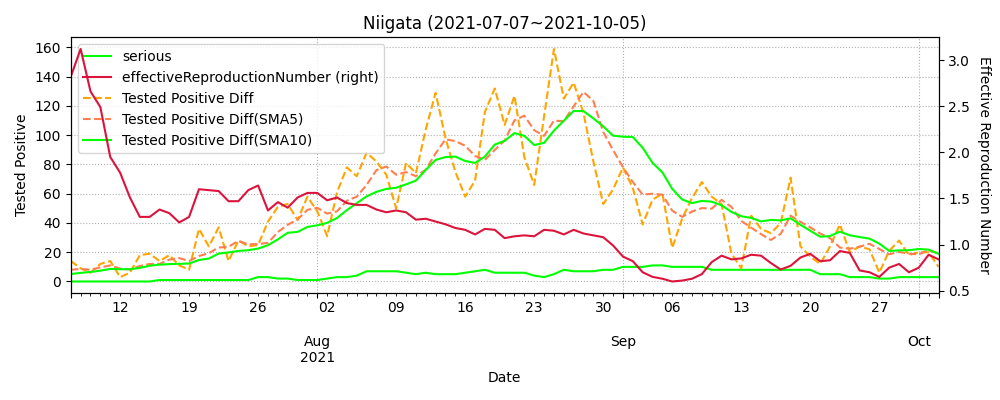 Niigata (2021-07-07~2021-10-05)
serious
effectiveReproductionNumber (right)
Tested Positive Diff
Tested Positive Diff(SMA5)
Tested Positive Diff(SMA10)
Tested Positive
160
140
120
100
80
60
40
20
0
Effective Reproduction Number
3.0
2.5
2.0
1.5
1.0
0.5
12 19 26 02 09 16 23 30 06 13 20 27
Aug Sep Oct
2021
Date